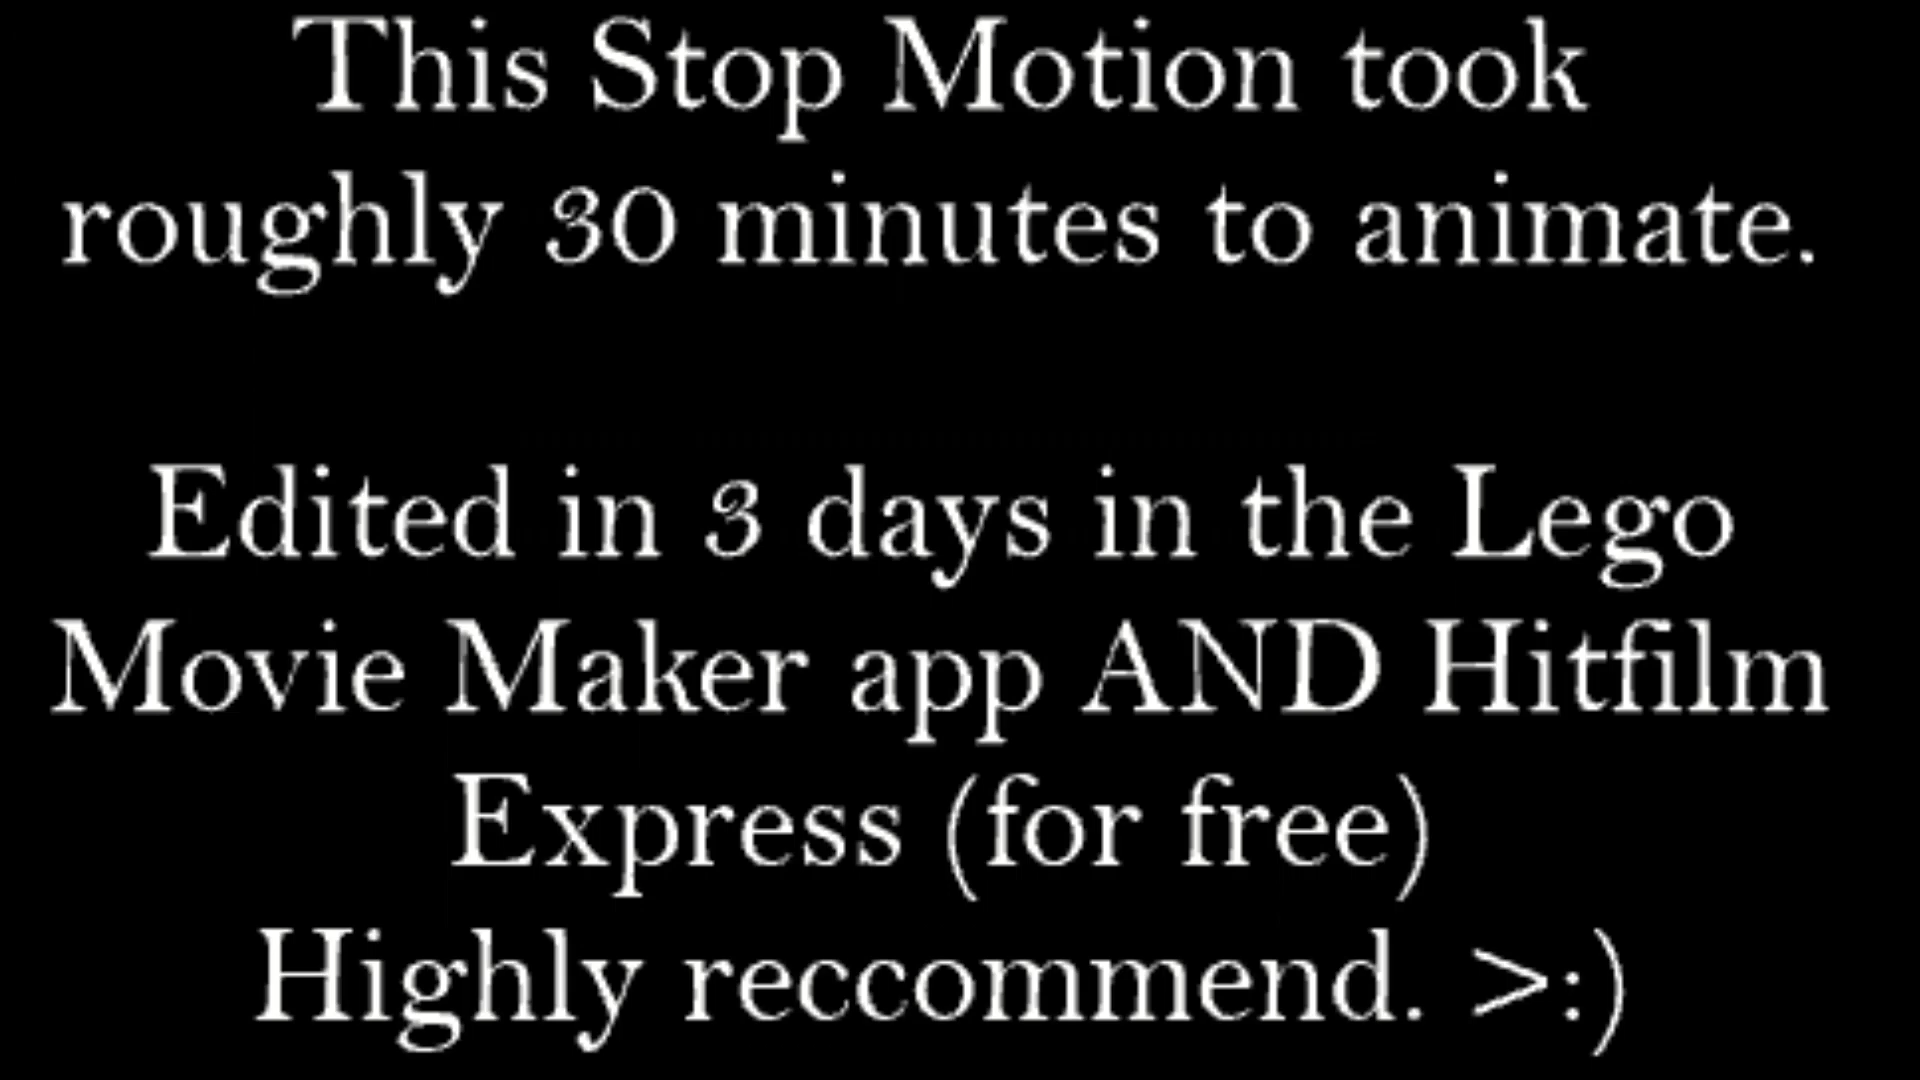 This Stop Motion took
roughly 30 minutes to animate.
Edited in 3 days in the Lego
Movie Maker app AND Hitfilm
Express (for free)
Highly reccommend. >:)